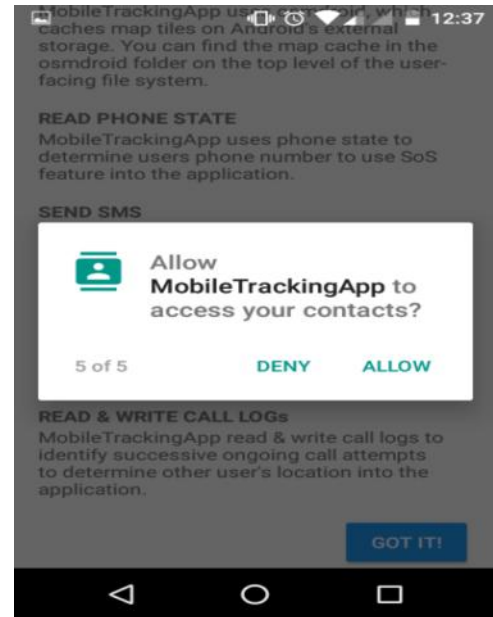 12:37
MobileTrackingApp uses osmdroid, which
caches map tiles on Android's external
storage. You can find the map cache in the
osmdroid folder on the top level of the user-
facing file system.
READ PHONE STATE
MobileTrackingApp uses phone state to
determine users phone number to use SoS
feature into the application.
SEND SMS
Allow
MobileTrackingApp to
access your contacts?
5 of 5 DENY ALLOW
READ & WRITE CALL LOGs
MobileTrackingApp read & write call logs to
identify successive ongoing call attempts
to determine other user's location into the
application.
GOT IT!